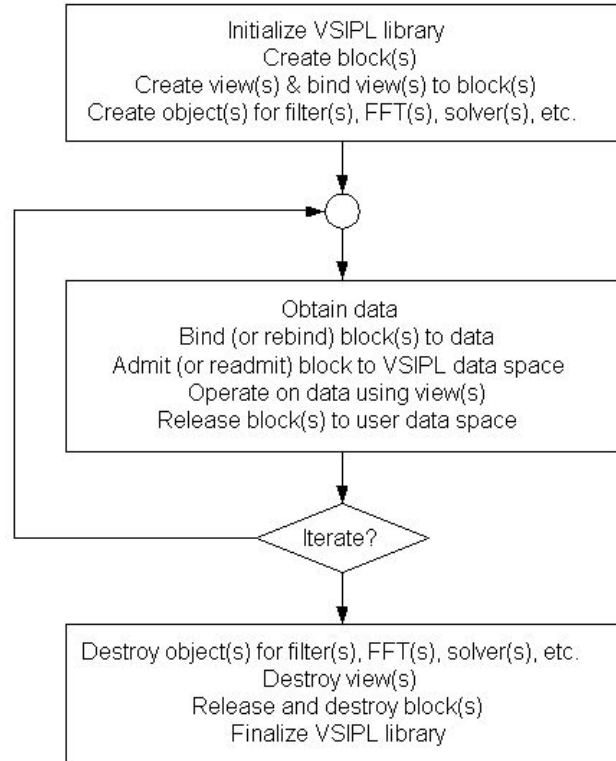 Initialize VSIPL library
Create block(s)
Create view(s) & bind view(s) to block(s)
Create object(s) for filter(s), FFT(s), solver(s), etc.
Obtain data
Bind (or rebind) block(s) to data
Admit (or readmit) block to VSIPL data space
Operate on data using view(s)
Release block(s) to user data space
Iterate?
Destroy object(s) for filter(s), FFT(s), solver(s), etc.
Destroy view(s)
Release and destroy block(s)
Finalize VSIPL library